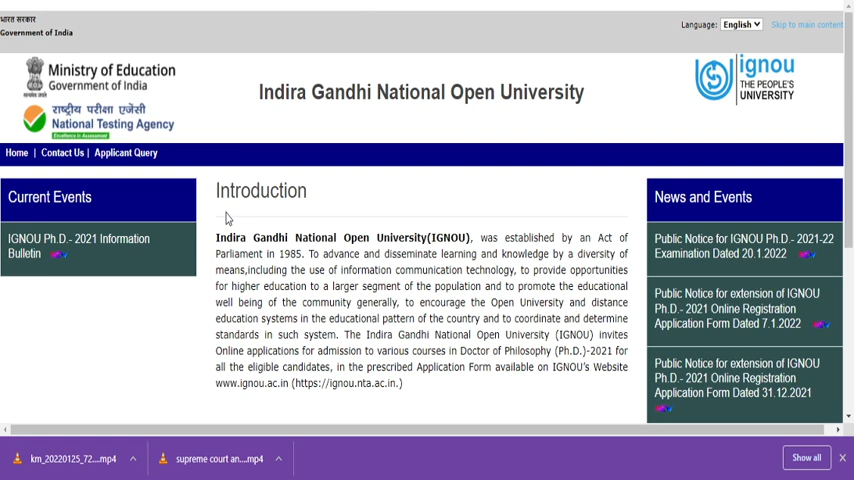 भारत सरकार
Government of India
Language: English
Skip to main content
Ministry of Education
Government of India
सत्यमेव जयते
राष्ट्रीय परीक्षा एजेंसी
National Testing Agency
Excellence in Assessment
Indira Gandhi National Open University
ignou
THE PEOPLE'S
UNIVERSITY
Home | Contact Us | Applicant Query
Current Events
IGNOU Ph.D.- 2021 Information
Bulletin
Introduction
Indira Gandhi National Open University(IGNOU), was established by an Act of
Parliament in 1985. To advance and disseminate learning and knowledge by a diversity of
means,including the use of information communication technology, to provide opportunities
for higher education to a larger segment of the population and to promote the educational
well being of the community generally, to encourage the Open University and distance
education systems in the educational pattern of the country and to coordinate and determine
standards in such system. The Indira Gandhi National Open University (IGNOU) invites
Online applications for admission to various courses in Doctor of Philosophy (Ph.D.)-2021 for
all the eligible candidates, in the prescribed Application Form available on IGNOU's Website
www.ignou.ac.in (https://ignou.nta.ac.in.)
News and Events
Public Notice for IGNOU Ph.D.- 2021-22
Examination Dated 20.1.2022
Public Notice for extension of IGNOU
Ph.D.- 2021 Online Registration
Application Form Dated 7.1.2022
Public Notice for extension of IGNOU
Ph.D.- 2021 Online Registration
Application Form Dated 31.12.2021
km_20220125_72....mp4
supreme court an....mp4
Show all